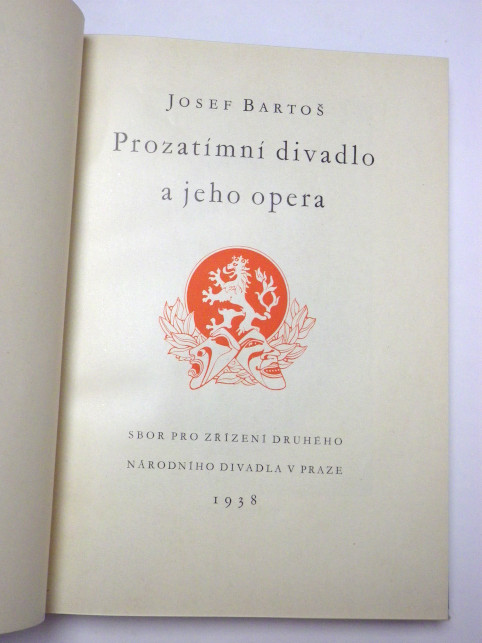 Josef Bartoš
Prozatímní divadlo
a jeho opera
SBOR PRO ZŘÍZENÍ DRUHÉHO
NÁRODNÍHO DIVADLA V PRAZE
1938